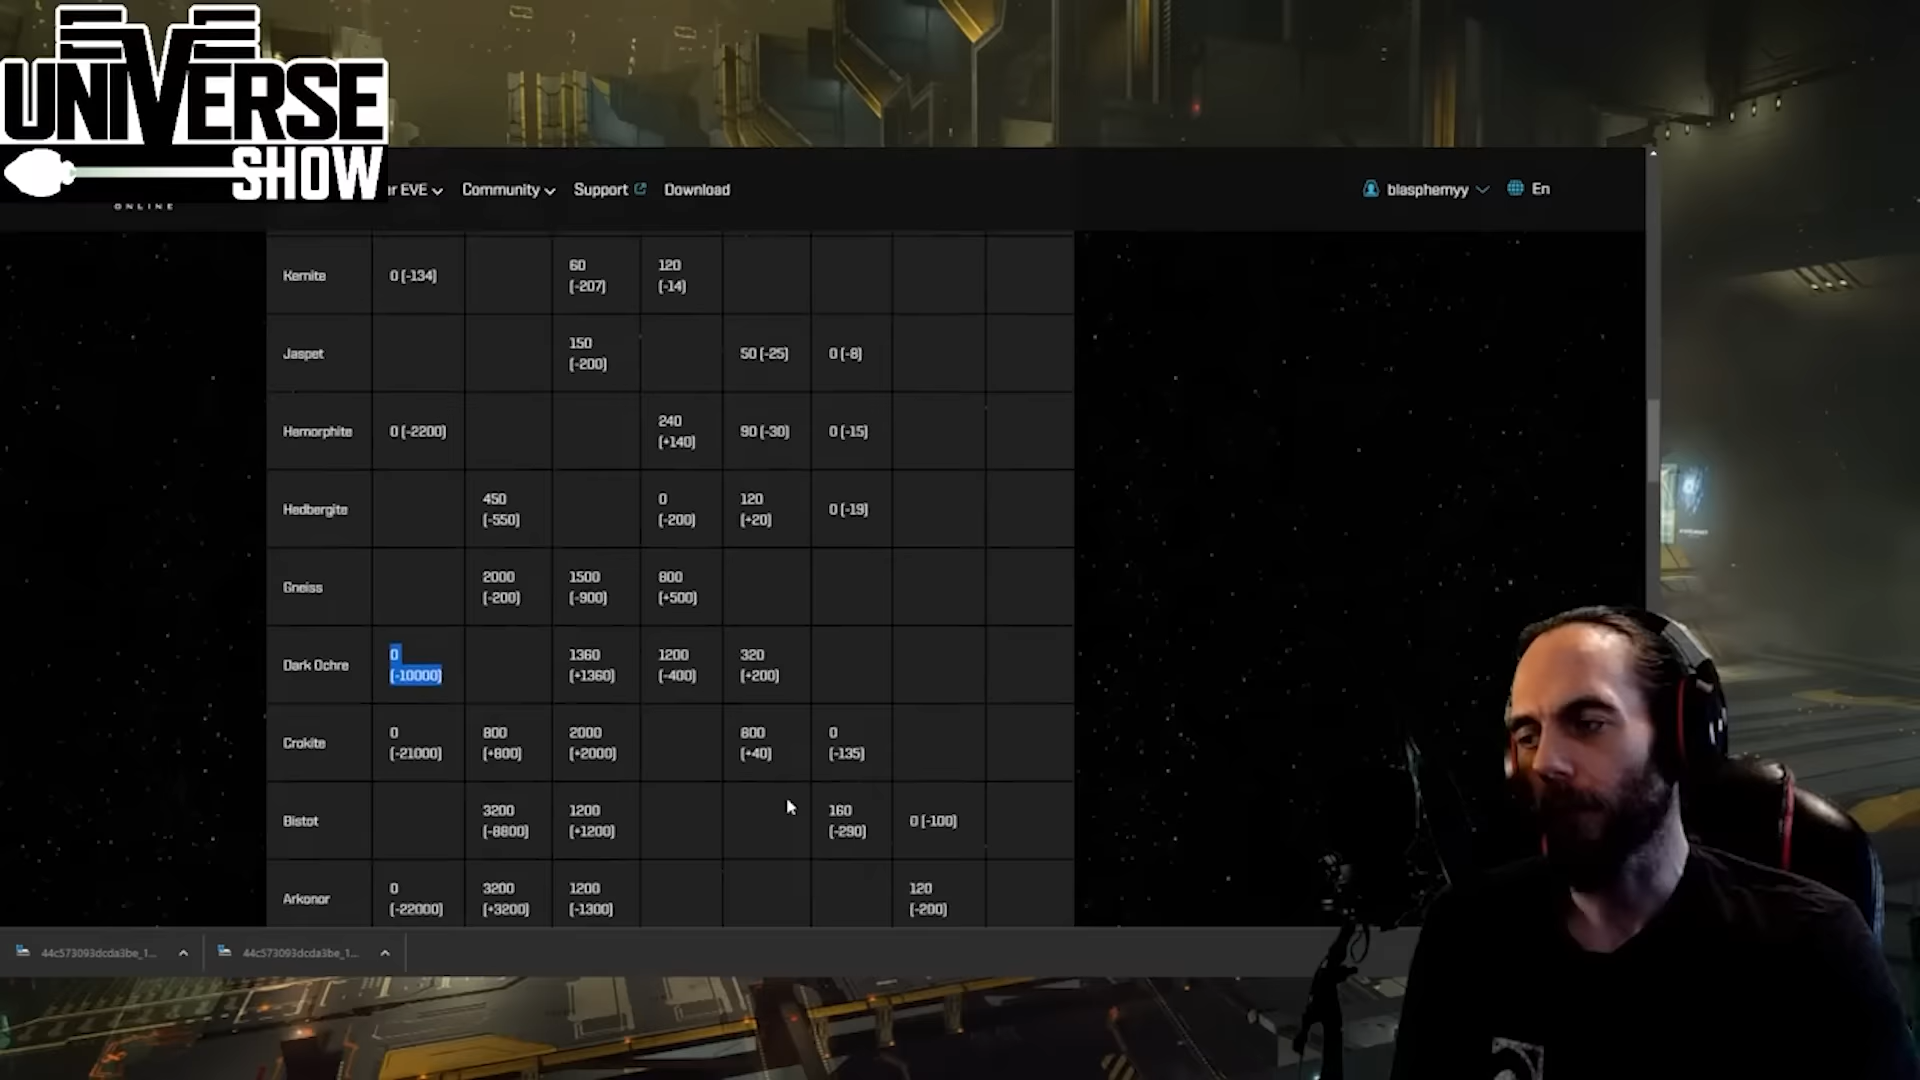 EVE
UNIVERSE
SHOW
ONLINE
er EVE Community Support Download
blasphemyy En
Kernite 0 (-134) 60 (-207) 120 (-14)
Jaspet 150 (-200) 50 (-25) 0 (-8)
Hemorphite 0 (-2200) 240 (+140) 90 (-30) 0 (-15)
Hedbergite 450 (-550) 0 (-200) 120 (+20) 0 (-19)
Gneiss 2000 (-200) 1500 (-900) 800 (+500)
Dark Ochre 0 (-10000) 1360 (+1360) 1200 (-400) 320 (+200)
Crokite 0 (-21000) 800 (+800) 2000 (+2000) 800 (+40) 0 (-135)
Bistot 3200 (-8800) 1200 (+1200) 160 (-290) 0 (-100)
Arkonor 0 (-22000) 3200 (+3200) 1200 (-1300) 120 (-200)
44c573093dcda3be_1... 44c573093dcda3be_1...